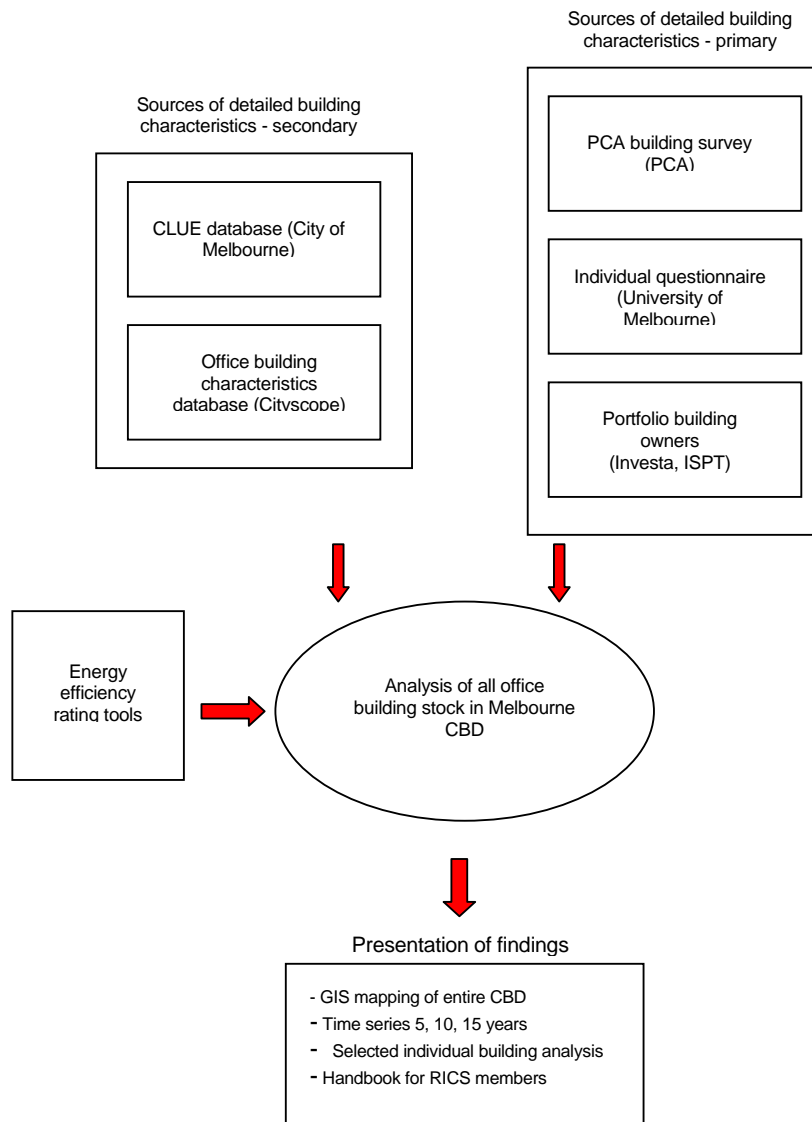 Sources of detailed building
characteristics - primary
Sources of detailed building
characteristics - secondary
PCA building survey
(PCA)
CLUE database (City of
Melbourne)
Individual questionnaire
(University of
Melbourne)
Office building
characteristics
database (Cityscope)
Portfolio building
owners
(Investa, ISPT)
Energy
efficiency
rating tools
Analysis of all office
building stock in Melbourne
CBD
Presentation of findings
- GIS mapping of entire CBD
- Time series 5, 10, 15 years
- Selected individual building analysis
- Handbook for RICS members